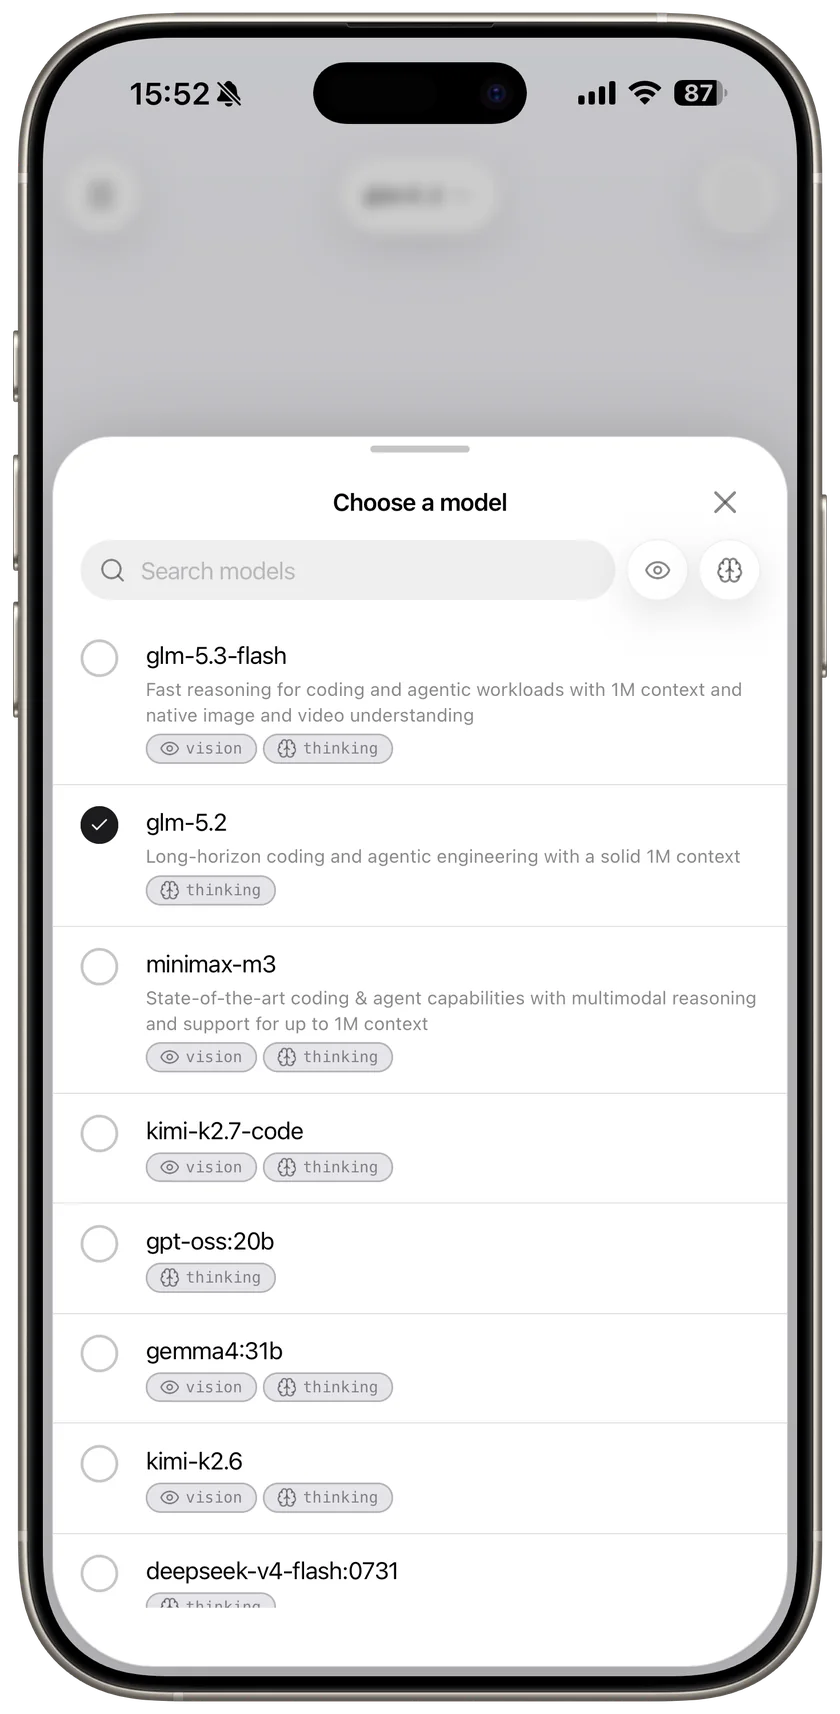 15:52
87
Choose a model
Search models
glm-5.3-flash
Fast reasoning for coding and agentic workloads with 1M context and
native image and video understanding
vision thinking
glm-5.2
Long-horizon coding and agentic engineering with a solid 1M context
thinking
minimax-m3
State-of-the-art coding & agent capabilities with multimodal reasoning
and support for up to 1M context
vision thinking
kimi-k2.7-code
vision thinking
gpt-oss:20b
thinking
gemma4:31b
vision thinking
kimi-k2.6
vision thinking
deepseek-v4-flash:0731
thinking